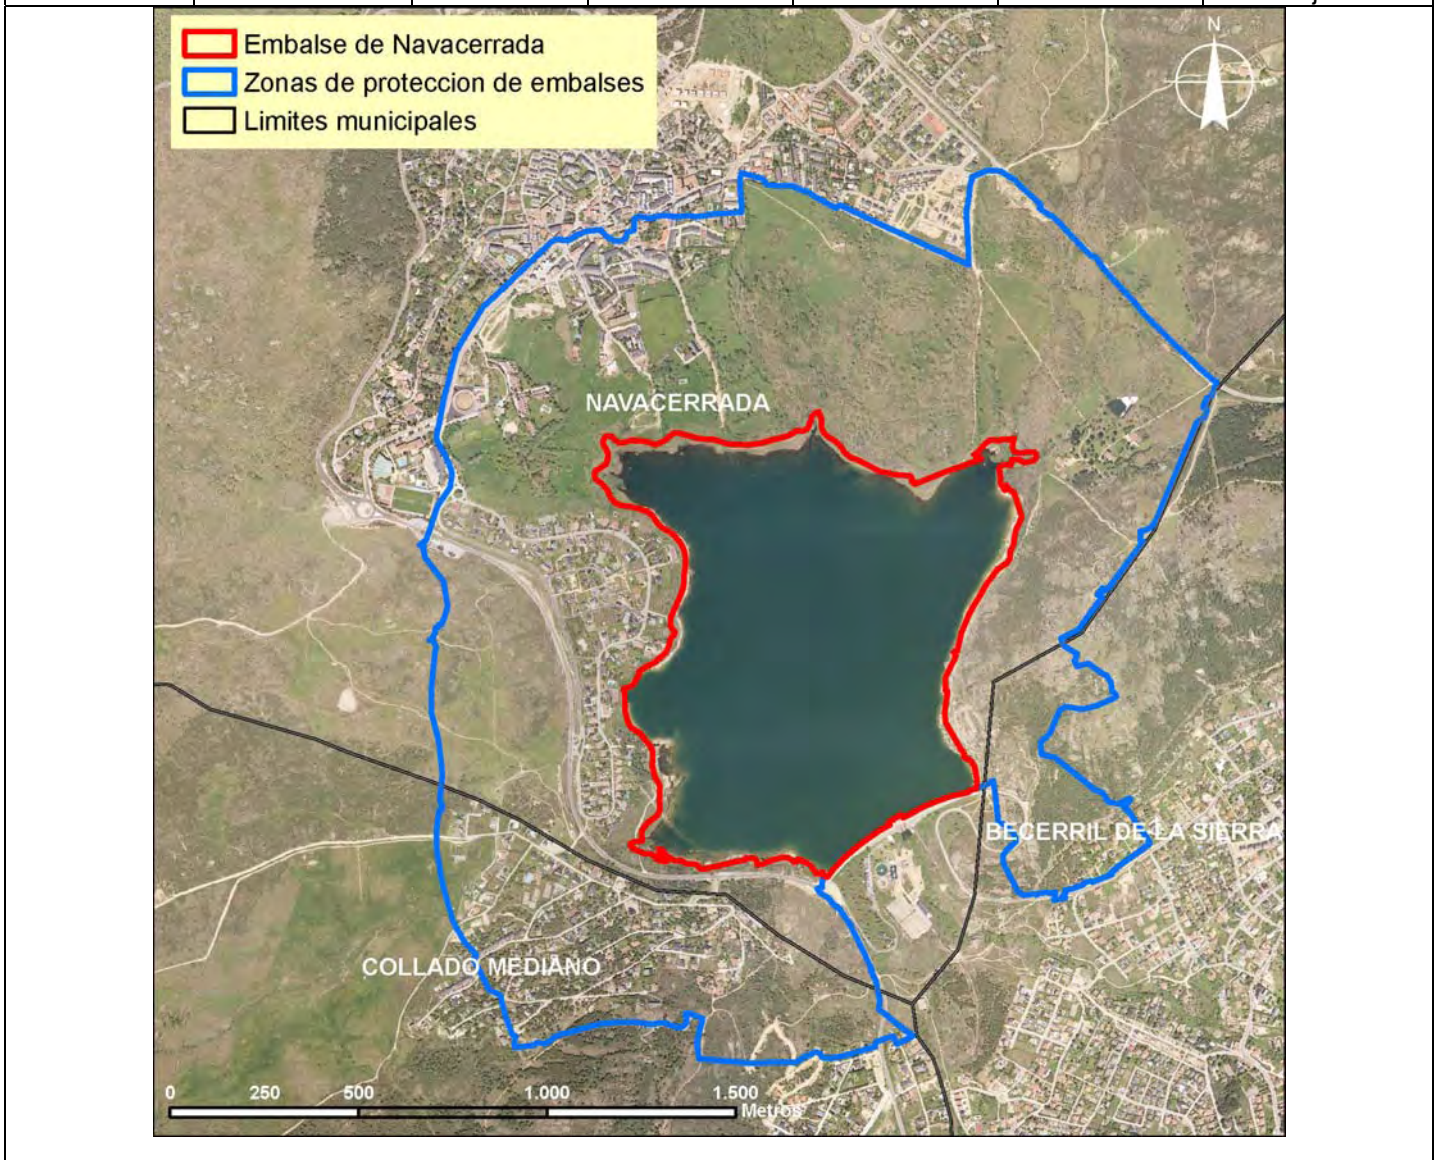 Embalse de Navacerrada
Zonas de proteccion de embalses
Limites municipales
N
NAVACERRADA
BECERRIL DE LA SIERRA
COLLADO MEDIANO
0 250 500 1.000 1.500
Metros